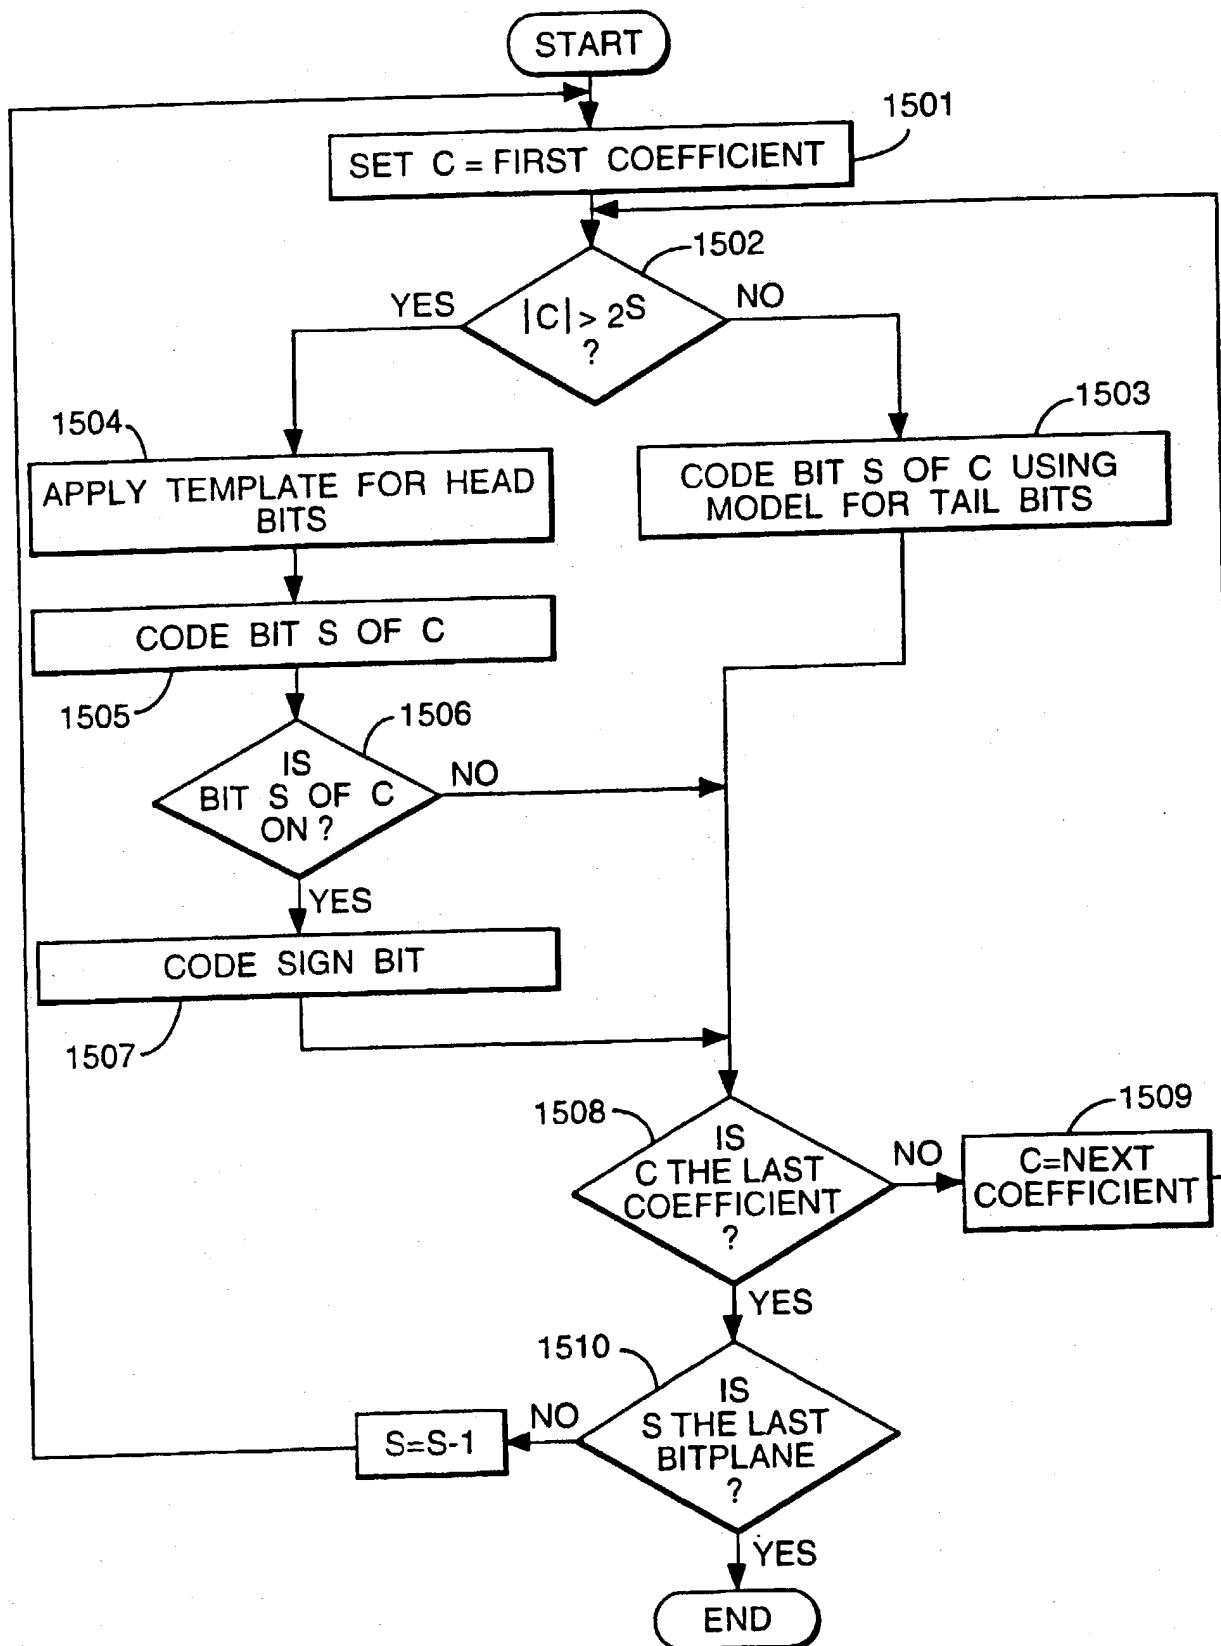 START
1501
SET C = FIRST COEFFICIENT
1502
YES
|C| > 2^S
?
NO
1504
1503
APPLY TEMPLATE FOR HEAD
BITS
CODE BIT S OF C USING
MODEL FOR TAIL BITS
CODE BIT S OF C
1505
1506
IS
BIT S OF C
ON ?
NO
YES
CODE SIGN BIT
1507
1508
IS
C THE LAST
COEFFICIENT
?
NO
1509
C=NEXT
COEFFICIENT
YES
1510
IS
S THE LAST
BITPLANE
?
NO
S=S-1
YES
END